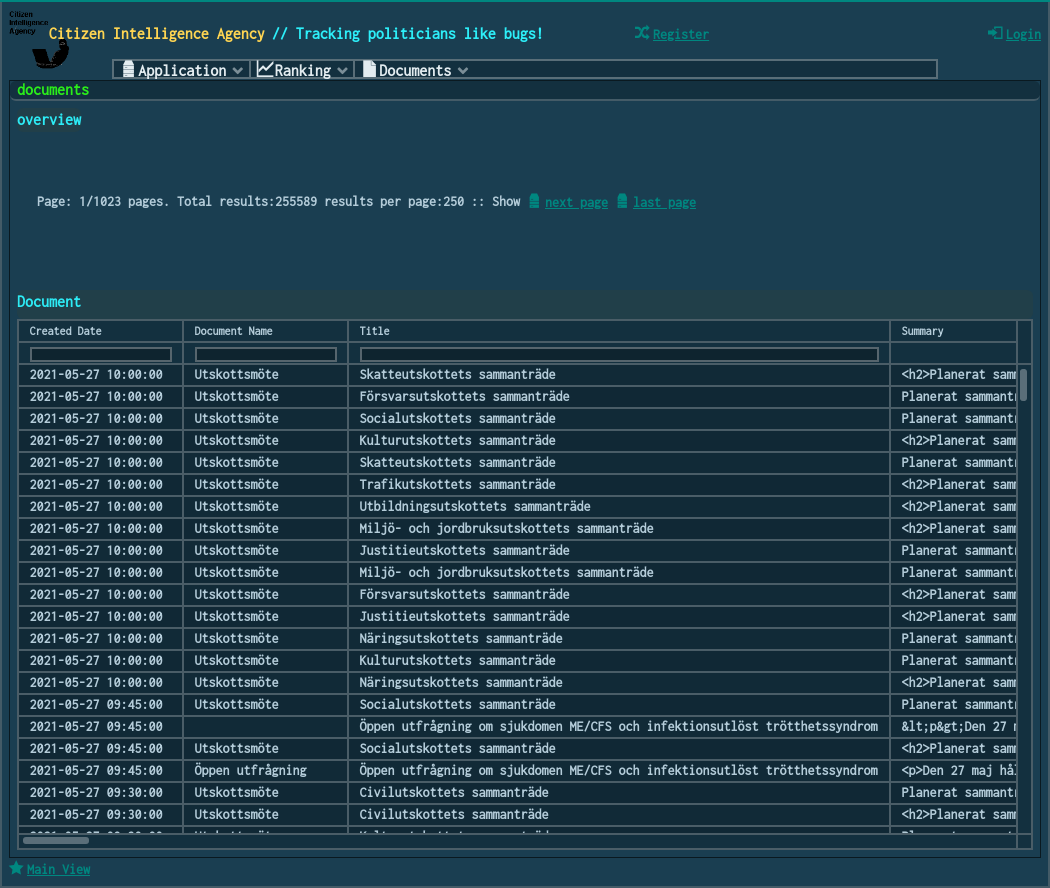 Citizen
Intelligence
Agency
Citizen Intelligence Agency // Tracking politicians like bugs!
Register
Login
Application
Ranking
Documents
documents
overview
Page: 1/1023 pages. Total results:255589 results per page:250 :: Show next page last page
Document
Created Date Document Name Title Summary
2021-05-27 10:00:00 Utskottsmöte Skatteutskottets sammanträde <h2>Planerat samm
2021-05-27 10:00:00 Utskottsmöte Försvarsutskottets sammanträde Planerat sammantr
2021-05-27 10:00:00 Utskottsmöte Socialutskottets sammanträde Planerat sammantr
2021-05-27 10:00:00 Utskottsmöte Kulturutskottets sammanträde <h2>Planerat samm
2021-05-27 10:00:00 Utskottsmöte Skatteutskottets sammanträde Planerat sammantr
2021-05-27 10:00:00 Utskottsmöte Trafikutskottets sammanträde <h2>Planerat samm
2021-05-27 10:00:00 Utskottsmöte Utbildningsutskottets sammanträde <h2>Planerat samm
2021-05-27 10:00:00 Utskottsmöte Miljö- och jordbruksutskottets sammanträde <h2>Planerat samm
2021-05-27 10:00:00 Utskottsmöte Justitieutskottets sammanträde Planerat sammantr
2021-05-27 10:00:00 Utskottsmöte Miljö- och jordbruksutskottets sammanträde Planerat sammantr
2021-05-27 10:00:00 Utskottsmöte Försvarsutskottets sammanträde <h2>Planerat samm
2021-05-27 10:00:00 Utskottsmöte Justitieutskottets sammanträde <h2>Planerat samm
2021-05-27 10:00:00 Utskottsmöte Näringsutskottets sammanträde Planerat sammantr
2021-05-27 10:00:00 Utskottsmöte Kulturutskottets sammanträde Planerat sammantr
2021-05-27 10:00:00 Utskottsmöte Näringsutskottets sammanträde <h2>Planerat samm
2021-05-27 09:45:00 Utskottsmöte Socialutskottets sammanträde Planerat sammantr
2021-05-27 09:45:00 Öppen utfrågning om sjukdomen ME/CFS och infektionsutlöst trötthetssyndrom &lt;p&gt;Den 27 m
2021-05-27 09:45:00 Utskottsmöte Socialutskottets sammanträde <h2>Planerat samm
2021-05-27 09:45:00 Öppen utfrågning Öppen utfrågning om sjukdomen ME/CFS och infektionsutlöst trötthetssyndrom <p>Den 27 maj hål
2021-05-27 09:30:00 Utskottsmöte Civilutskottets sammanträde Planerat sammantr
2021-05-27 09:30:00 Utskottsmöte Civilutskottets sammanträde <h2>Planerat samm
Main View